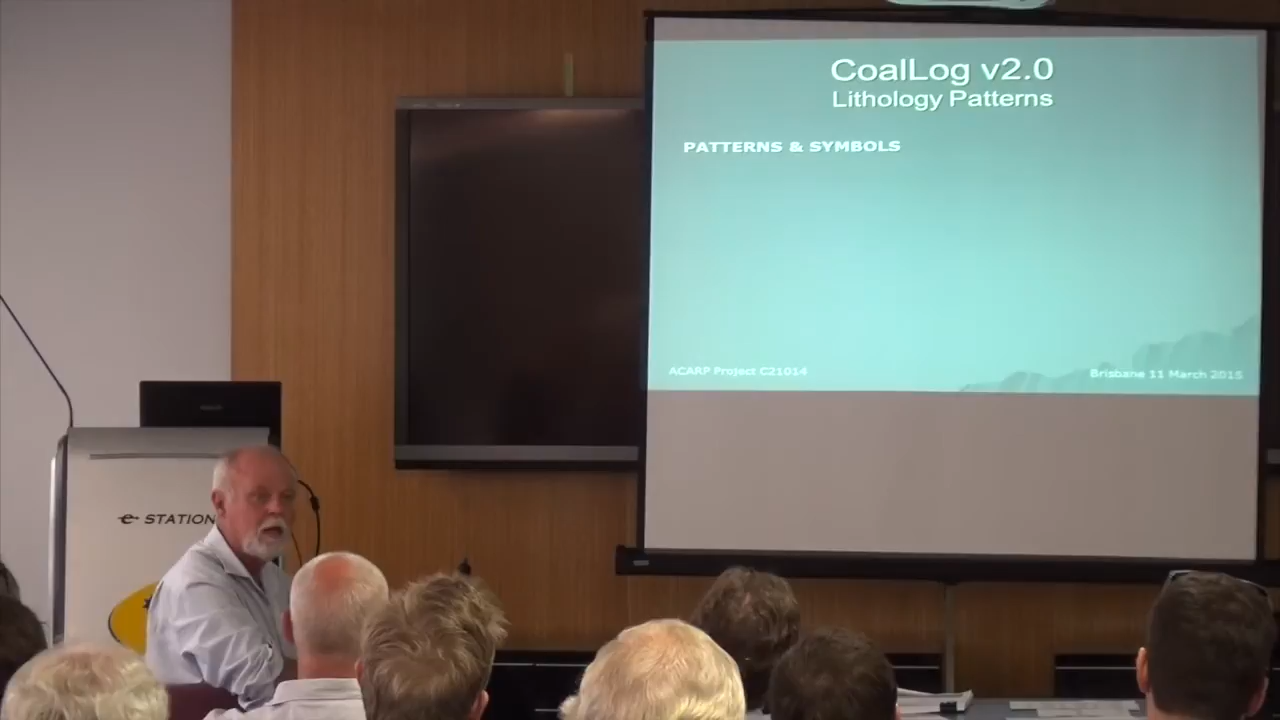 CoalLog v2.0
Lithology Patterns
PATTERNS & SYMBOLS
ACARP Project C21014
Brisbane 11 March 2015
e-STATION